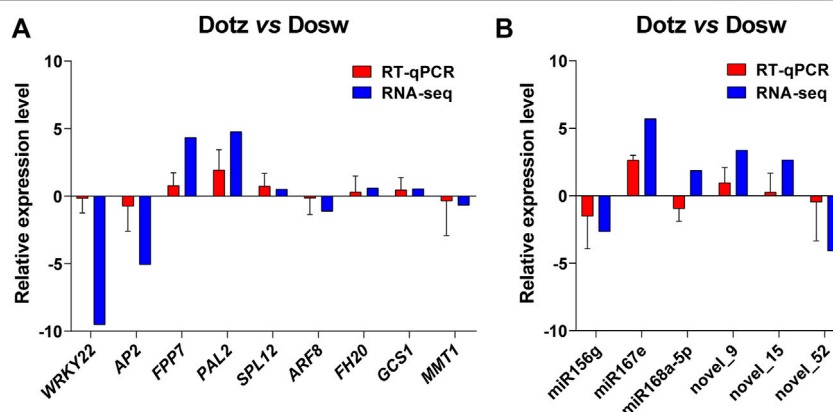 A
Dotz vs Dosw
RT-qPCR
RNA-seq
Relative expression level
10
5
0
-5
-10
WRKY22
AP2
FPP7
PAL2
SPL12
ARF8
FH20
GCS1
MMT1
B
Dotz vs Dosw
RT-qPCR
RNA-seq
Relative expression level
10
5
0
-5
-10
miR156g
miR167e
miR168a-5p
novel_9
novel_15
novel_52